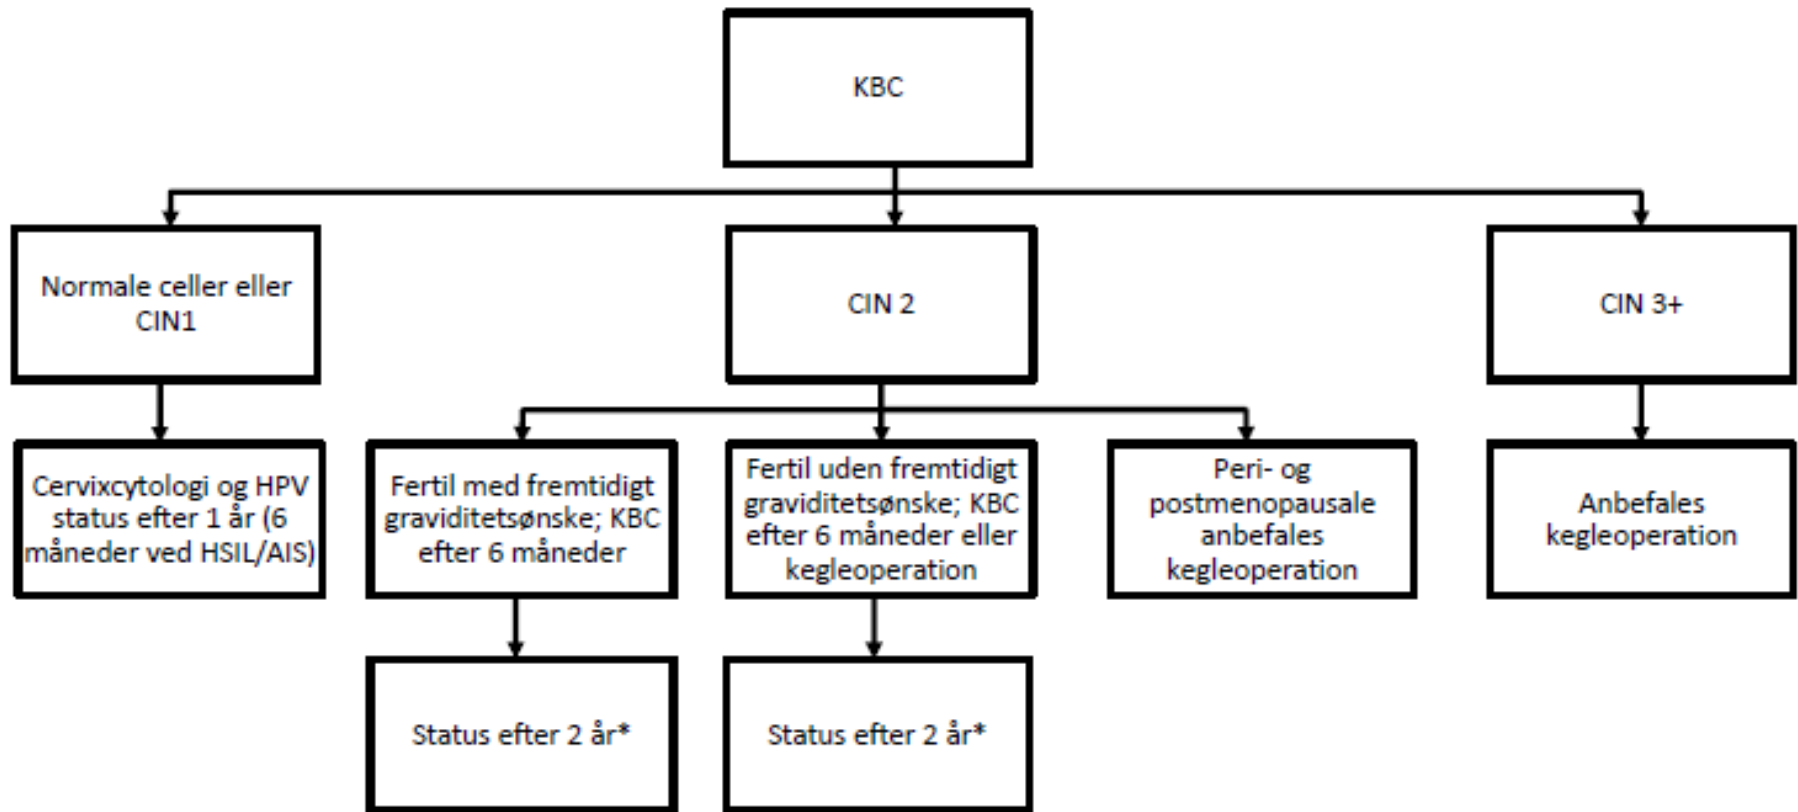 KBC
Normale celler eller
CIN1
CIN 2
CIN 3+
Cervixcytologi og HPV
status efter 1 år (6
måneder ved HSIL/AIS)
Fertil med fremtidigt
graviditetsønske; KBC
efter 6 måneder
Fertil uden fremtidigt
graviditetsønske; KBC
efter 6 måneder eller
kegleoperation
Peri- og
postmenopausale
anbefales
kegleoperation
Anbefales
kegleoperation
Status efter 2 år*
Status efter 2 år*